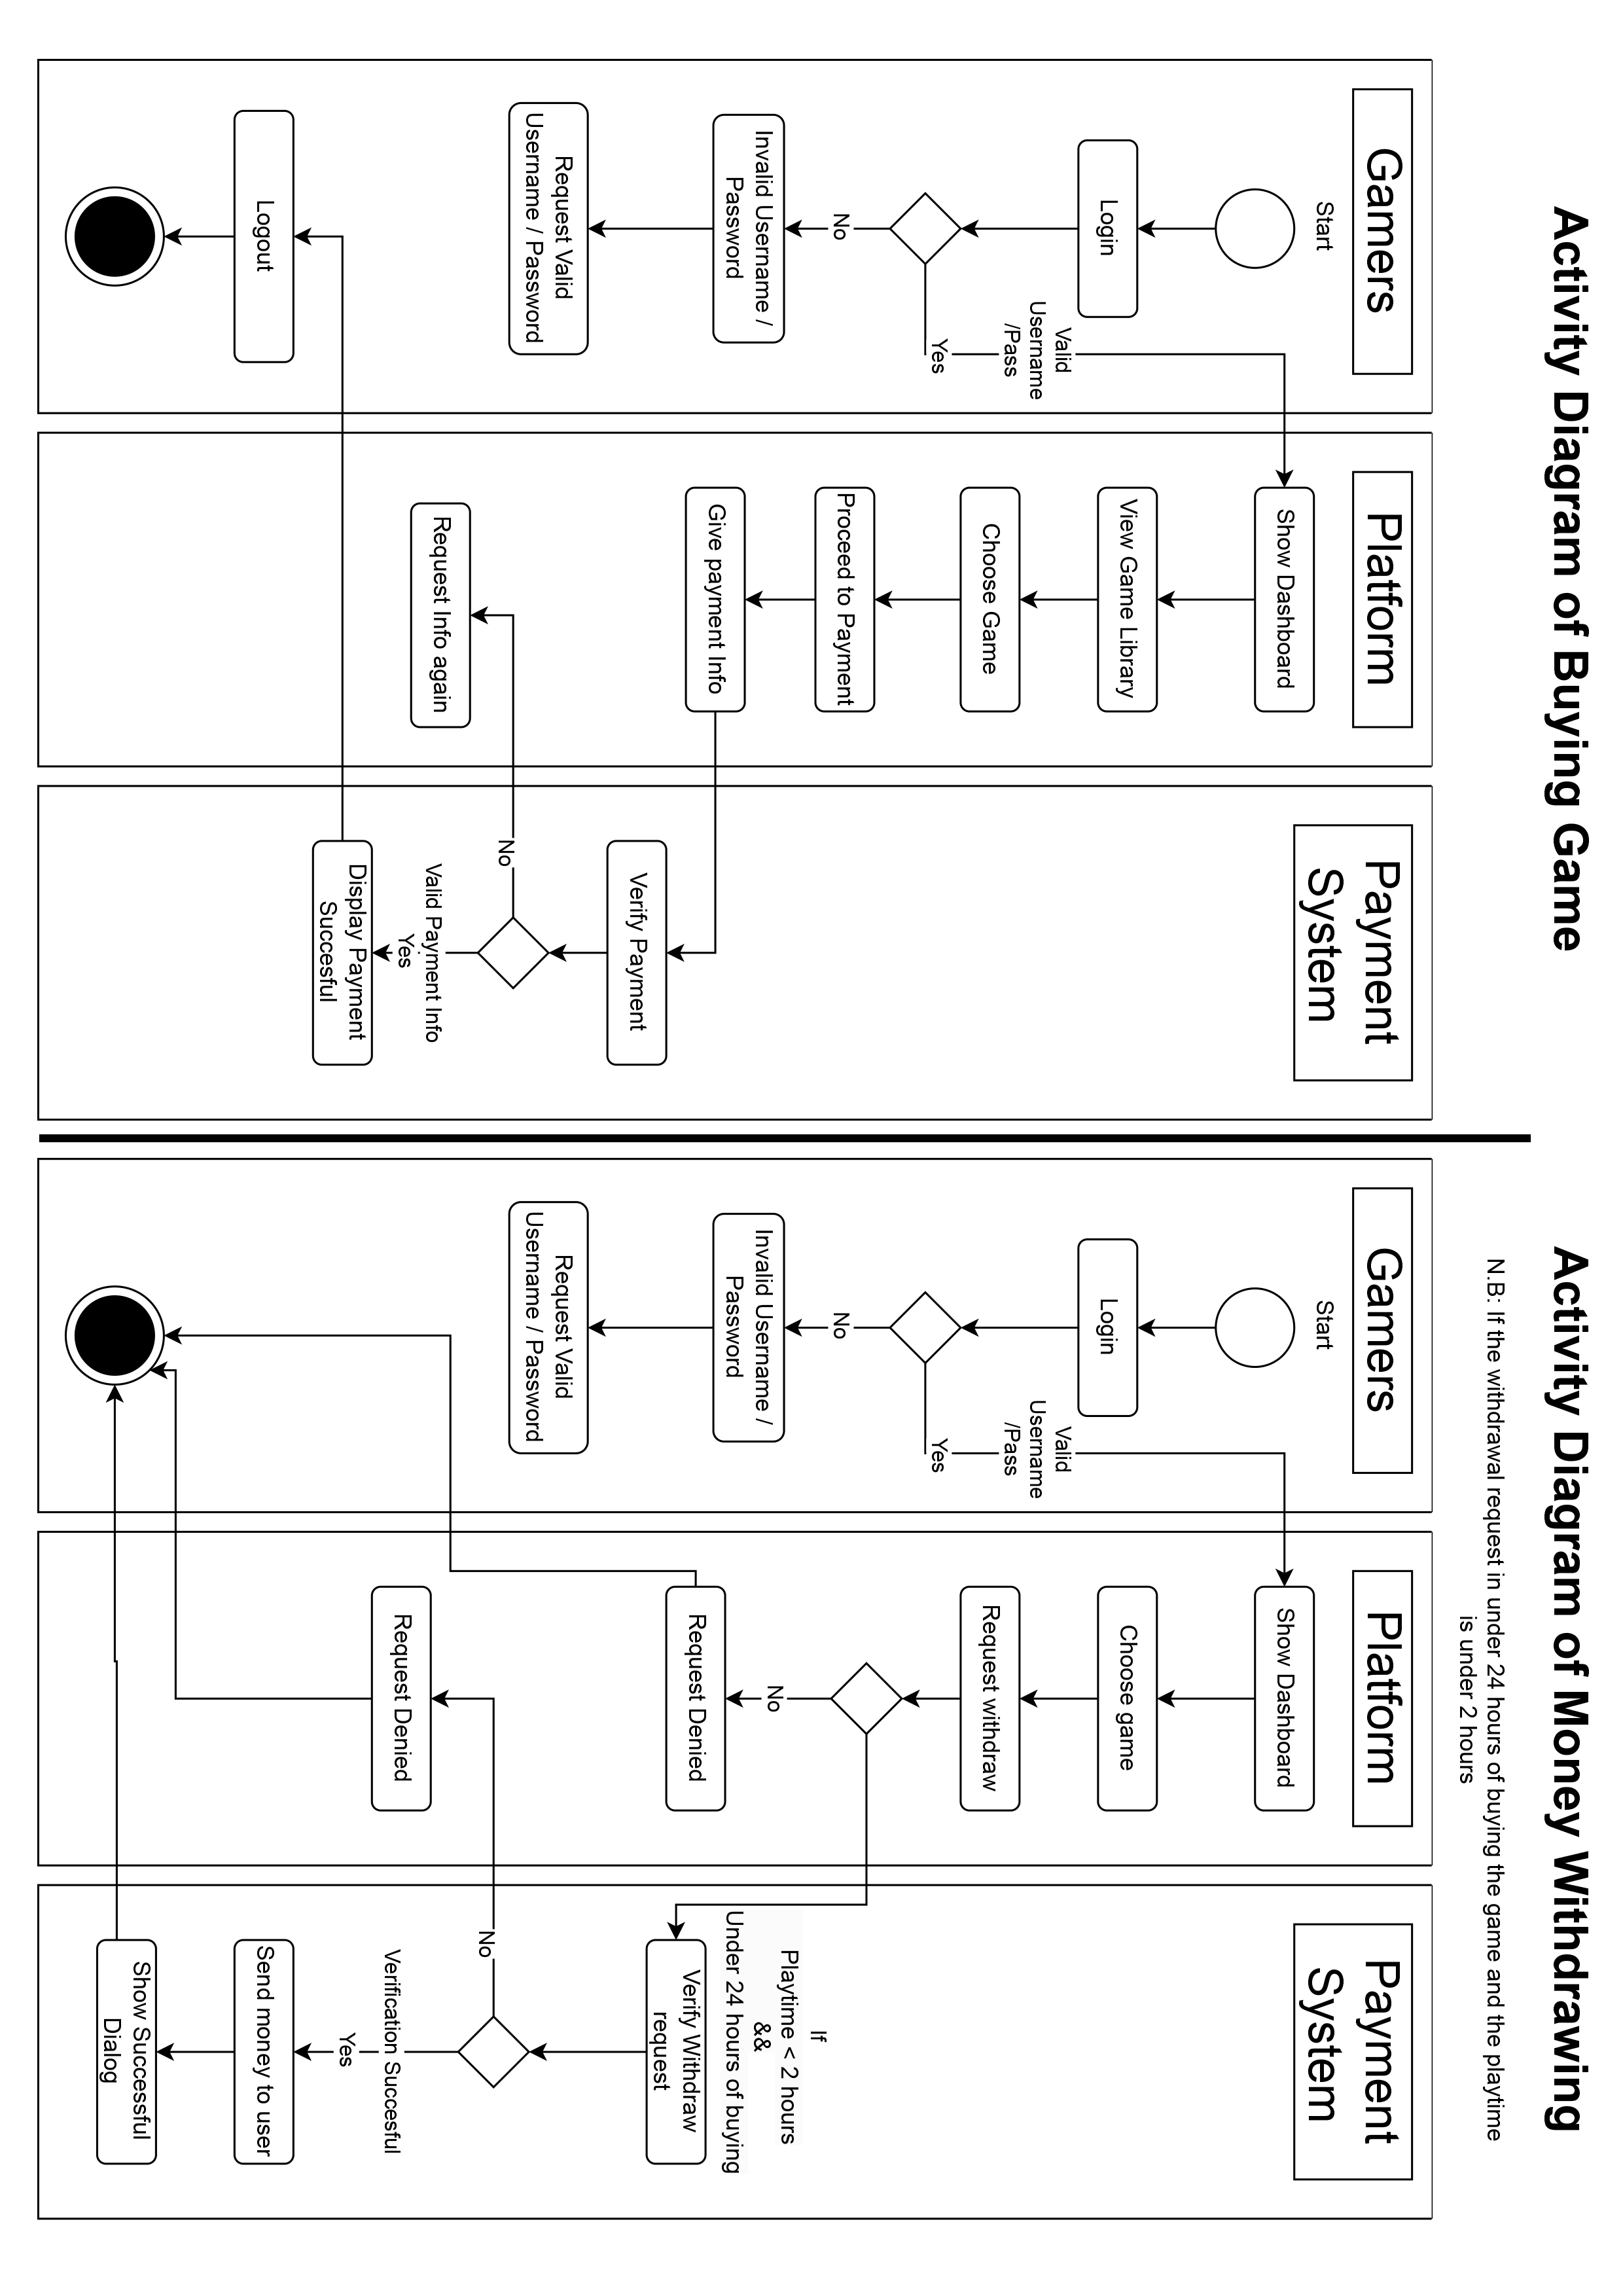 Activity Diagram of Buying Game
Gamers
Start
Login
Valid
Username
/Pass
Yes
No
Invalid Username /
Password
Request Valid
Username / Password
Logout
Platform
Show Dashboard
View Game Library
Choose Game
Proceed to Payment
Give payment Info
Request Info again
Payment
System
Verify Payment
No
Valid Payment Info
Yes
Display Payment
Succesful
Activity Diagram of Money Withdrawing
N.B: If the withdrawal request in under 24 hours of buying the game and the playtime
is under 2 hours
Gamers
Start
Login
Valid
Username
/Pass
Yes
No
Invalid Username /
Password
Request Valid
Username / Password
Platform
Show Dashboard
Choose game
Request withdraw
No
Request Denied
Request Denied
Payment
System
If
Playtime < 2 hours
&&
Under 24 hours of buying
Verify Withdraw
request
No
Verification Succesful
Yes
Send money to user
Show Successful
Dialog